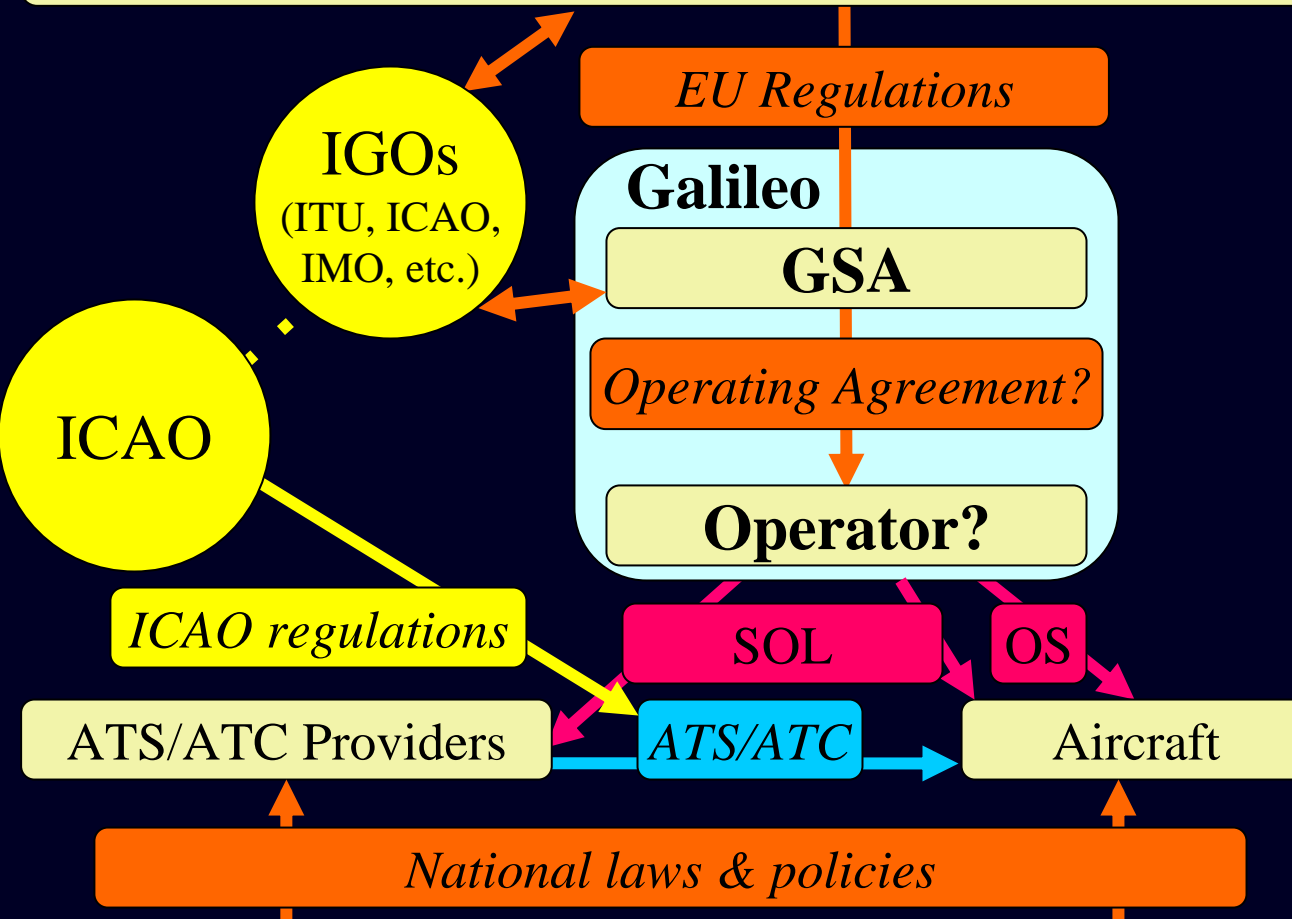 EU Regulations
IGOs
(ITU, ICAO,
IMO, etc.)
Galileo
GSA
Operating Agreement?
ICAO
Operator?
ICAO regulations
SOL
OS
ATS/ATC Providers
ATS/ATC
Aircraft
National laws & policies